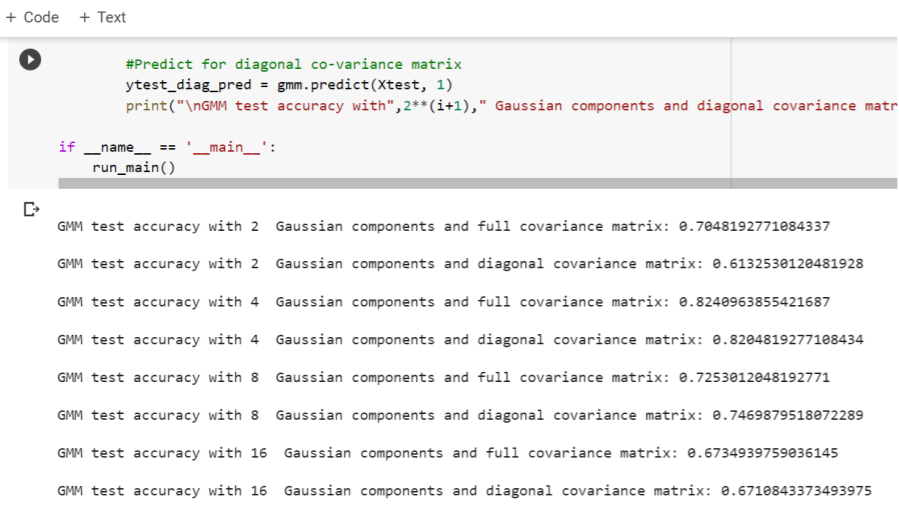 + Code + Text
#Predict for diagonal co-variance matrix
ytest_diag_pred = gmm.predict(Xtest, 1)
print("\nGMM test accuracy with",2**(i+1)," Gaussian components and diagonal covariance matr
if __name__ == '__main__':
run_main()
GMM test accuracy with 2  Gaussian components and full covariance matrix: 0.7048192771084337
GMM test accuracy with 2  Gaussian components and diagonal covariance matrix: 0.6132530120481928
GMM test accuracy with 4  Gaussian components and full covariance matrix: 0.8240963855421687
GMM test accuracy with 4  Gaussian components and diagonal covariance matrix: 0.8204819277108434
GMM test accuracy with 8  Gaussian components and full covariance matrix: 0.7253012048192771
GMM test accuracy with 8  Gaussian components and diagonal covariance matrix: 0.7469879518072289
GMM test accuracy with 16  Gaussian components and full covariance matrix: 0.6734939759036145
GMM test accuracy with 16  Gaussian components and diagonal covariance matrix: 0.6710843373493975